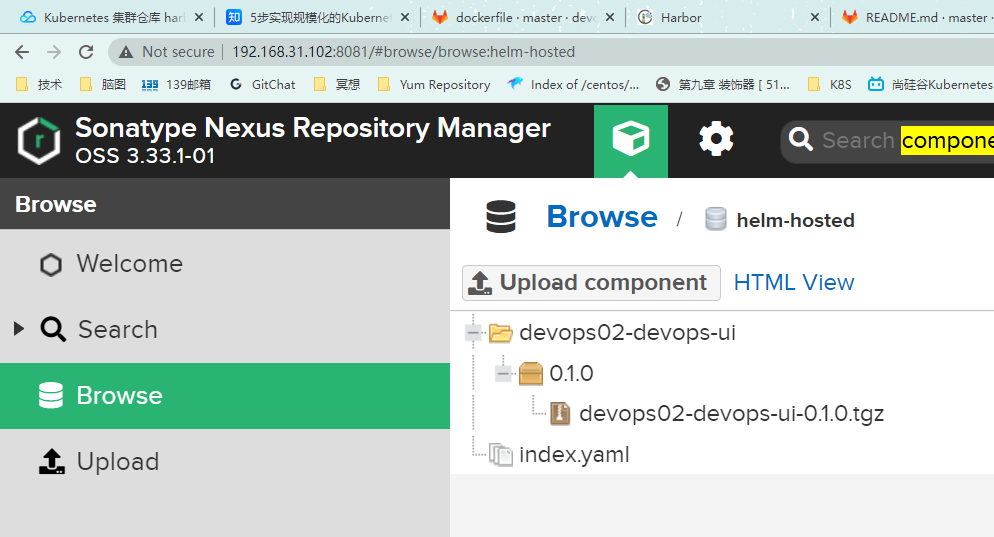 Kubernetes 集群仓库 harl
5步实现规模化的Kubernet
dockerfile · master · devo
Harbor
README.md · master ·
Not secure
192.168.31.102:8081/#browse/browse:helm-hosted
技术
脑图
139邮箱
GitChat
冥想
Yum Repository
Index of /centos/...
第九章 装饰器 [ 51...
K8S
尚硅谷Kubernetes
Sonatype Nexus Repository Manager
OSS 3.33.1-01
Search compone
Browse
Browse / helm-hosted
Welcome
Upload component HTML View
Search
devops02-devops-ui
0.1.0
Browse
devops02-devops-ui-0.1.0.tgz
index.yaml
Upload